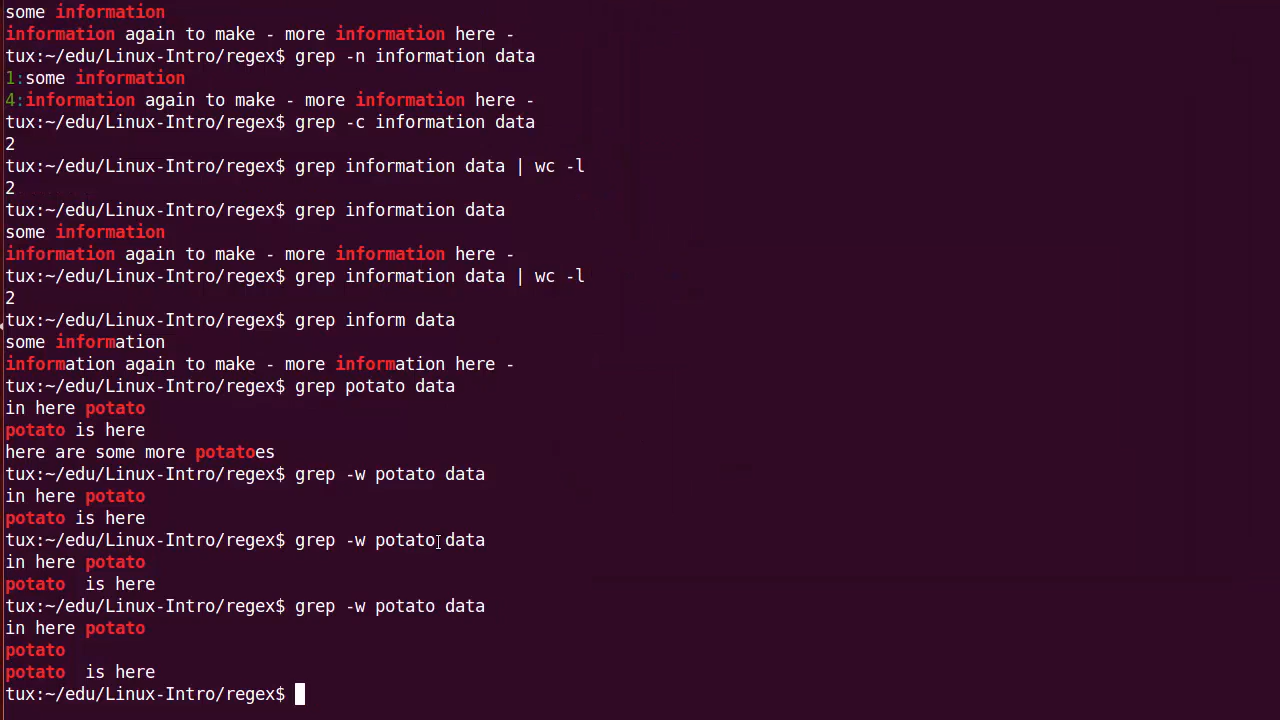 some information
information again to make - more information here -
tux:~/edu/Linux-Intro/regex$ grep -n information data
1:some information
4:information again to make - more information here -
tux:~/edu/Linux-Intro/regex$ grep -c information data
2
tux:~/edu/Linux-Intro/regex$ grep information data | wc -l
2
tux:~/edu/Linux-Intro/regex$ grep information data
some information
information again to make - more information here -
tux:~/edu/Linux-Intro/regex$ grep information data | wc -l
2
tux:~/edu/Linux-Intro/regex$ grep inform data
some information
information again to make - more information here -
tux:~/edu/Linux-Intro/regex$ grep potato data
in here potato
potato is here
here are some more potatoes
tux:~/edu/Linux-Intro/regex$ grep -w potato data
in here potato
potato is here
tux:~/edu/Linux-Intro/regex$ grep -w potato data
in here potato
potato  is here
tux:~/edu/Linux-Intro/regex$ grep -w potato data
in here potato
potato
potato  is here
tux:~/edu/Linux-Intro/regex$